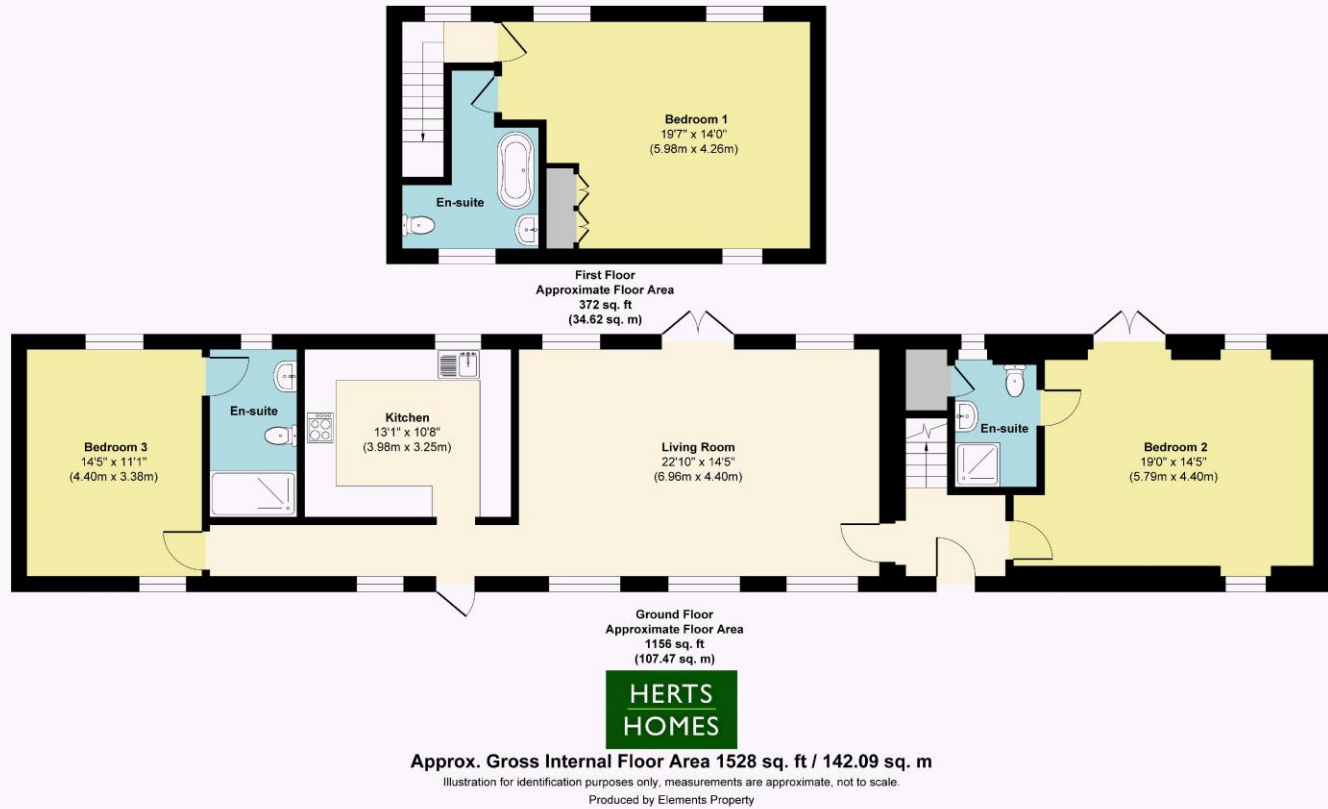 Bedroom 1
19'7" x 14'0"
(5.98m x 4.26m)
En-suite
First Floor
Approximate Floor Area
372 sq. ft
(34.62 sq. m)
Bedroom 3
14'5" x 11'1"
(4.40m x 3.38m)
En-suite
Kitchen
13'1" x 10'8"
(3.98m x 3.25m)
Living Room
22'10" x 14'5"
(6.96m x 4.40m)
En-suite
Bedroom 2
19'0" x 14'5"
(5.79m x 4.40m)
Ground Floor
Approximate Floor Area
1156 sq. ft
(107.47 sq. m)
HERTS
HOMES
Approx. Gross Internal Floor Area 1528 sq. ft / 142.09 sq. m
Illustration for identification purposes only, measurements are approximate, not to scale.
Produced by Elements Property